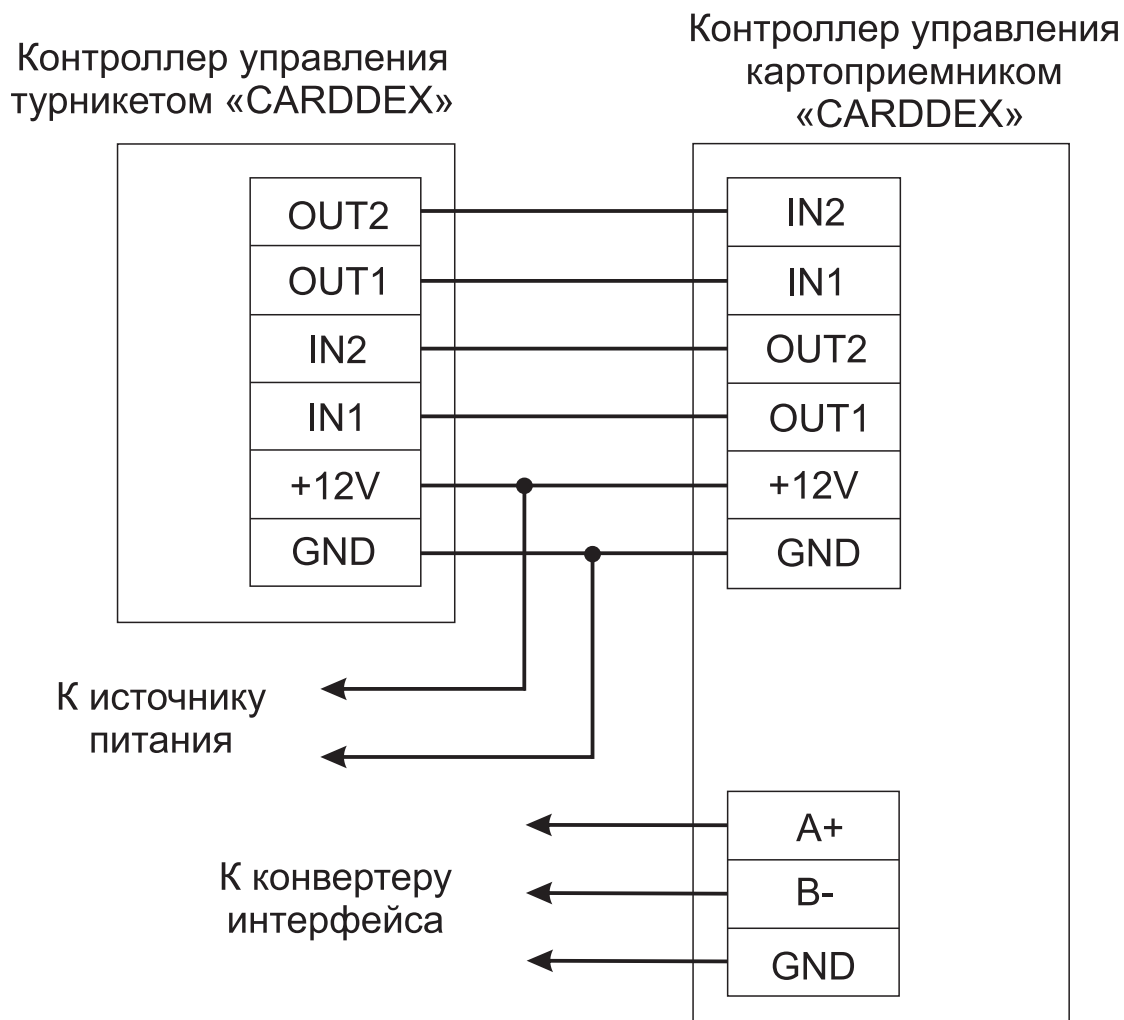 Контроллер управления
турникетом «CARDDEX»
Контроллер управления
картоприемником
«CARDDEX»
OUT2
OUT1
IN2
IN1
+12V
GND
IN2
IN1
OUT2
OUT1
+12V
GND
К источнику
питания
К конвертеру
интерфейса
A+
B-
GND